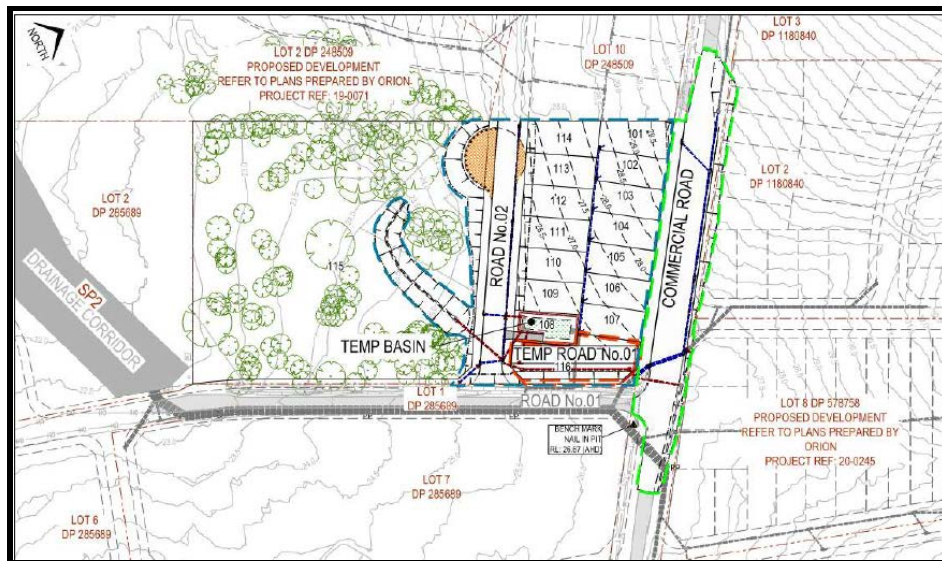 NORTH
LOT 2 DP 248509
PROPOSED DEVELOPMENT
REFER TO PLANS PREPARED BY ORION
PROJECT REF: 19-0071
LOT 10
DP 248509
LOT 3
DP 1180840
LOT 2
DP 1180840
LOT 2
DP 285689
SP2
DRAINAGE CORRIDOR
114
101
113
102
112
103
111
104
110
105
109
106
108
107
115
116
ROAD No.02
COMMERCIAL ROAD
TEMP BASIN
TEMP ROAD No.01
LOT 1
DP 285689
ROAD No.01
BENCH MARK
NAIL IN PIT
RL: 26.67 (AHD)
LOT 8 DP 578758
PROPOSED DEVELOPMENT
REFER TO PLANS PREPARED BY
ORION
PROJECT REF: 20-0245
LOT 7
DP 285689
LOT 6
DP 285689